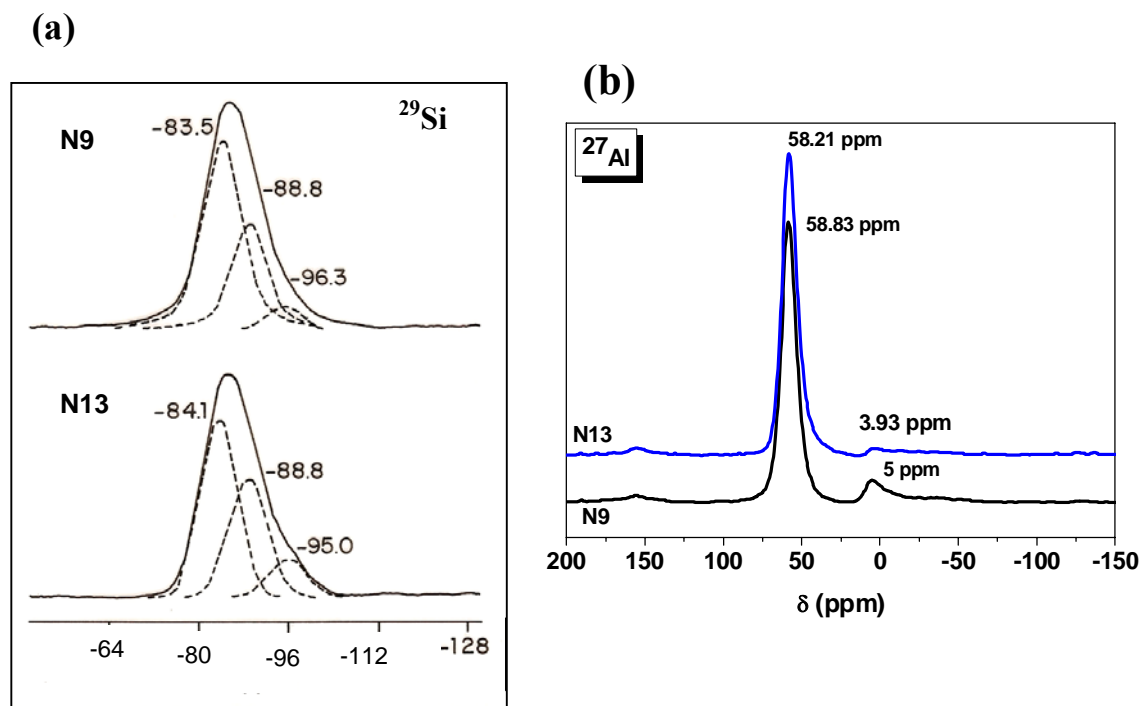 (a)
²⁹Si
N9
-83.5
-88.8
-96.3
N13
-84.1
-88.8
-95.0
-64 -80 -96 -112 -128
(b)
²⁷Al
58.21 ppm
58.83 ppm
N13
3.93 ppm
5 ppm
N9
200 150 100 50 0 -50 -100 -150
δ (ppm)